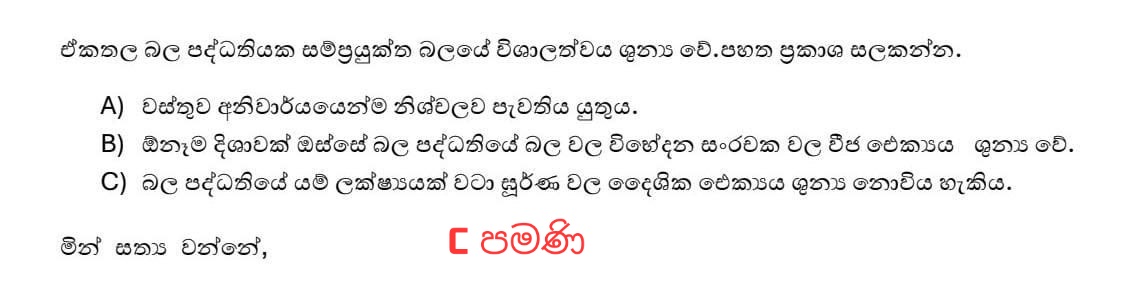 ඒකතල බල පද්ධතියක සම්ප්‍රයුක්ත බලයේ විශාලත්වය ශුන්‍ය වේ.පහත ප්‍රකාශ සලකන්න.
A) වස්තුව අනිවාර්යයෙන්ම නිශ්චලව පැවතිය යුතුය.
B) ඕනෑම දිශාවක් ඔස්සේ බල පද්ධතියේ බල වල විභේදන සංරචක වල වීජ ඓක්‍යය ශුන්‍ය වේ.
C) බල පද්ධතියේ යම් ලක්ෂ්‍යයක් වටා ඝූර්ණ වල දෛශික ඓක්‍යය ශුන්‍ය නොවිය හැකිය.
මින් සත්‍ය වන්නේ, C පමණි